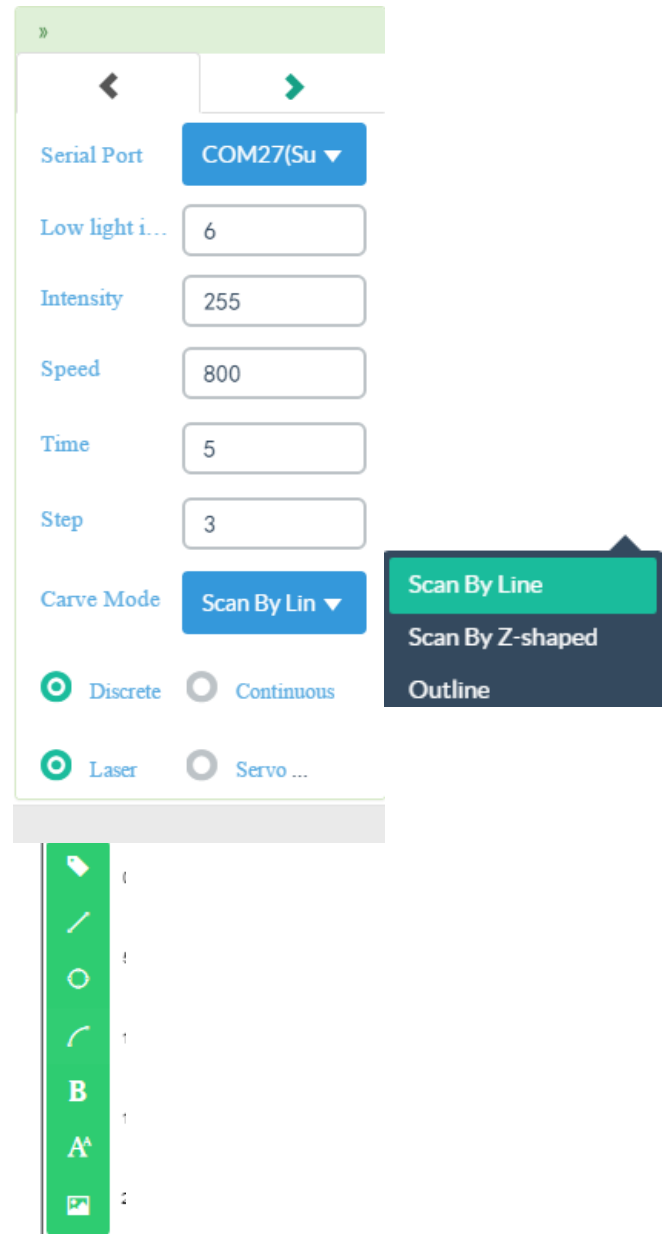 »
Serial Port COM27(Su
Low light i... 6
Intensity 255
Speed 800
Time 5
Step 3
Carve Mode Scan By Lin
Scan By Line
Scan By Z-shaped
Outline
Discrete Continuous
Laser Servo ...
B
AA